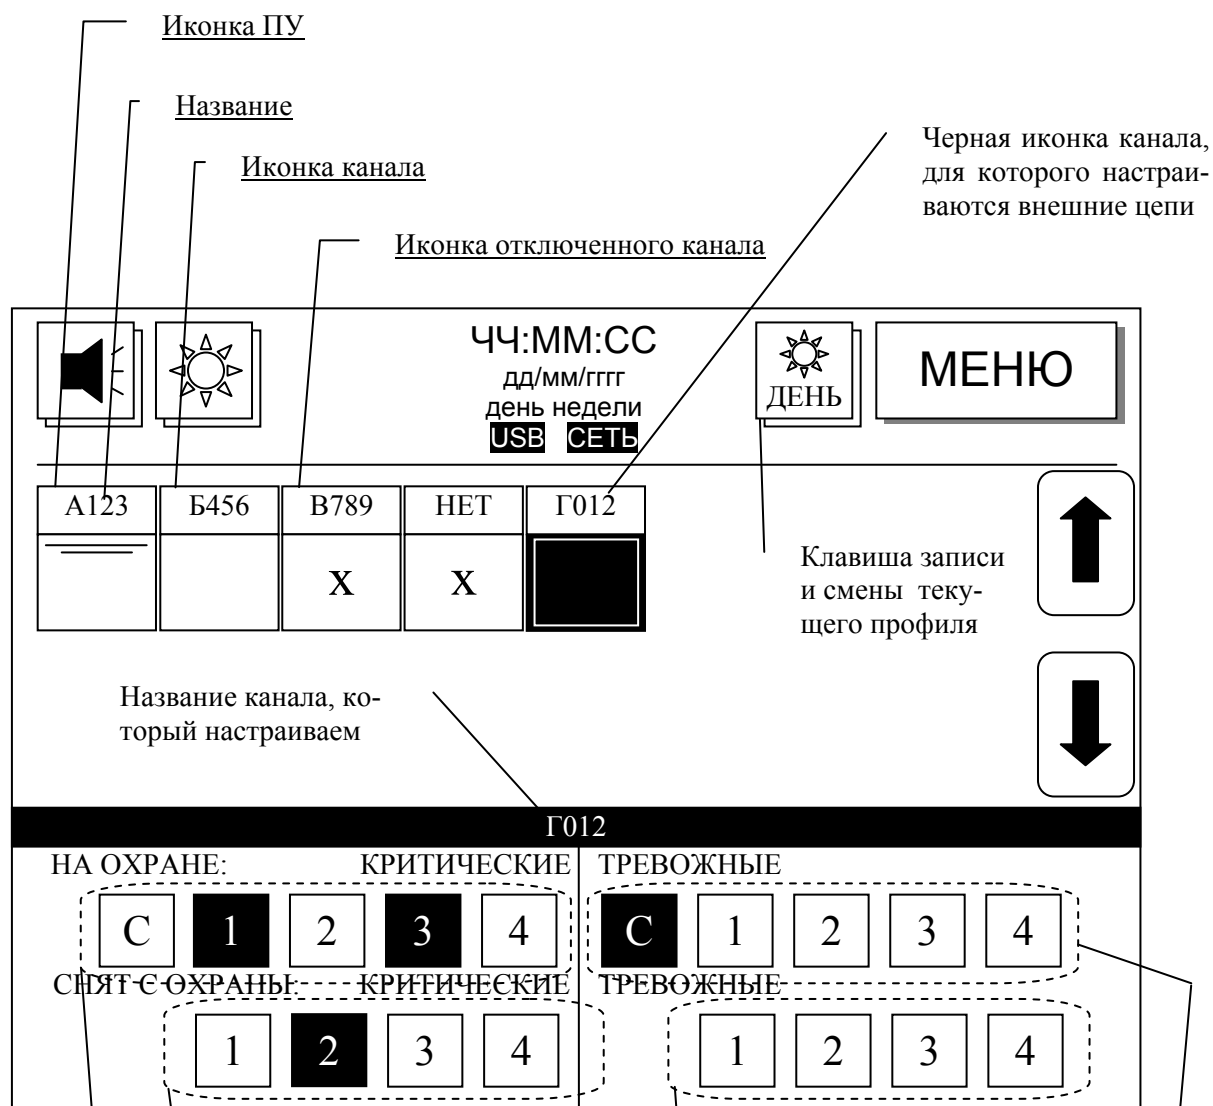 Иконка ПУ
Название
Иконка канала
Иконка отключенного канала
Черная иконка канала,
для которого настраи-
ваются внешние цепи
ЧЧ:ММ:СС
дд/мм/гггг
день недели
USB СЕТЬ
ДЕНЬ
МЕНЮ
А123 Б456 В789 НЕТ Г012
х х
Клавиша записи
и смены теку-
щего профиля
Название канала, ко-
торый настраиваем
Г012
НА ОХРАНЕ: КРИТИЧЕСКИЕ ТРЕВОЖНЫЕ
С 1 2 3 4 С 1 2 3 4
СНЯТ С ОХРАНЫ: КРИТИЧЕСКИЕ ТРЕВОЖНЫЕ
1 2 3 4 1 2 3 4